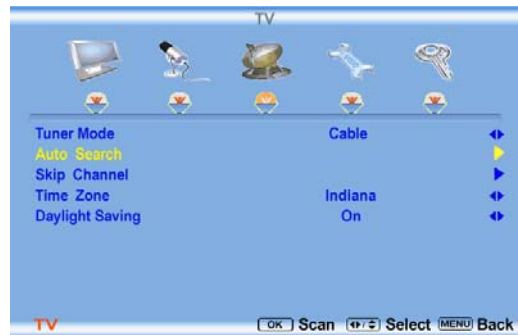 TV
Tuner Mode Cable
Auto Search
Skip Channel
Time Zone Indiana
Daylight Saving On
TV OK Scan Select MENU Back